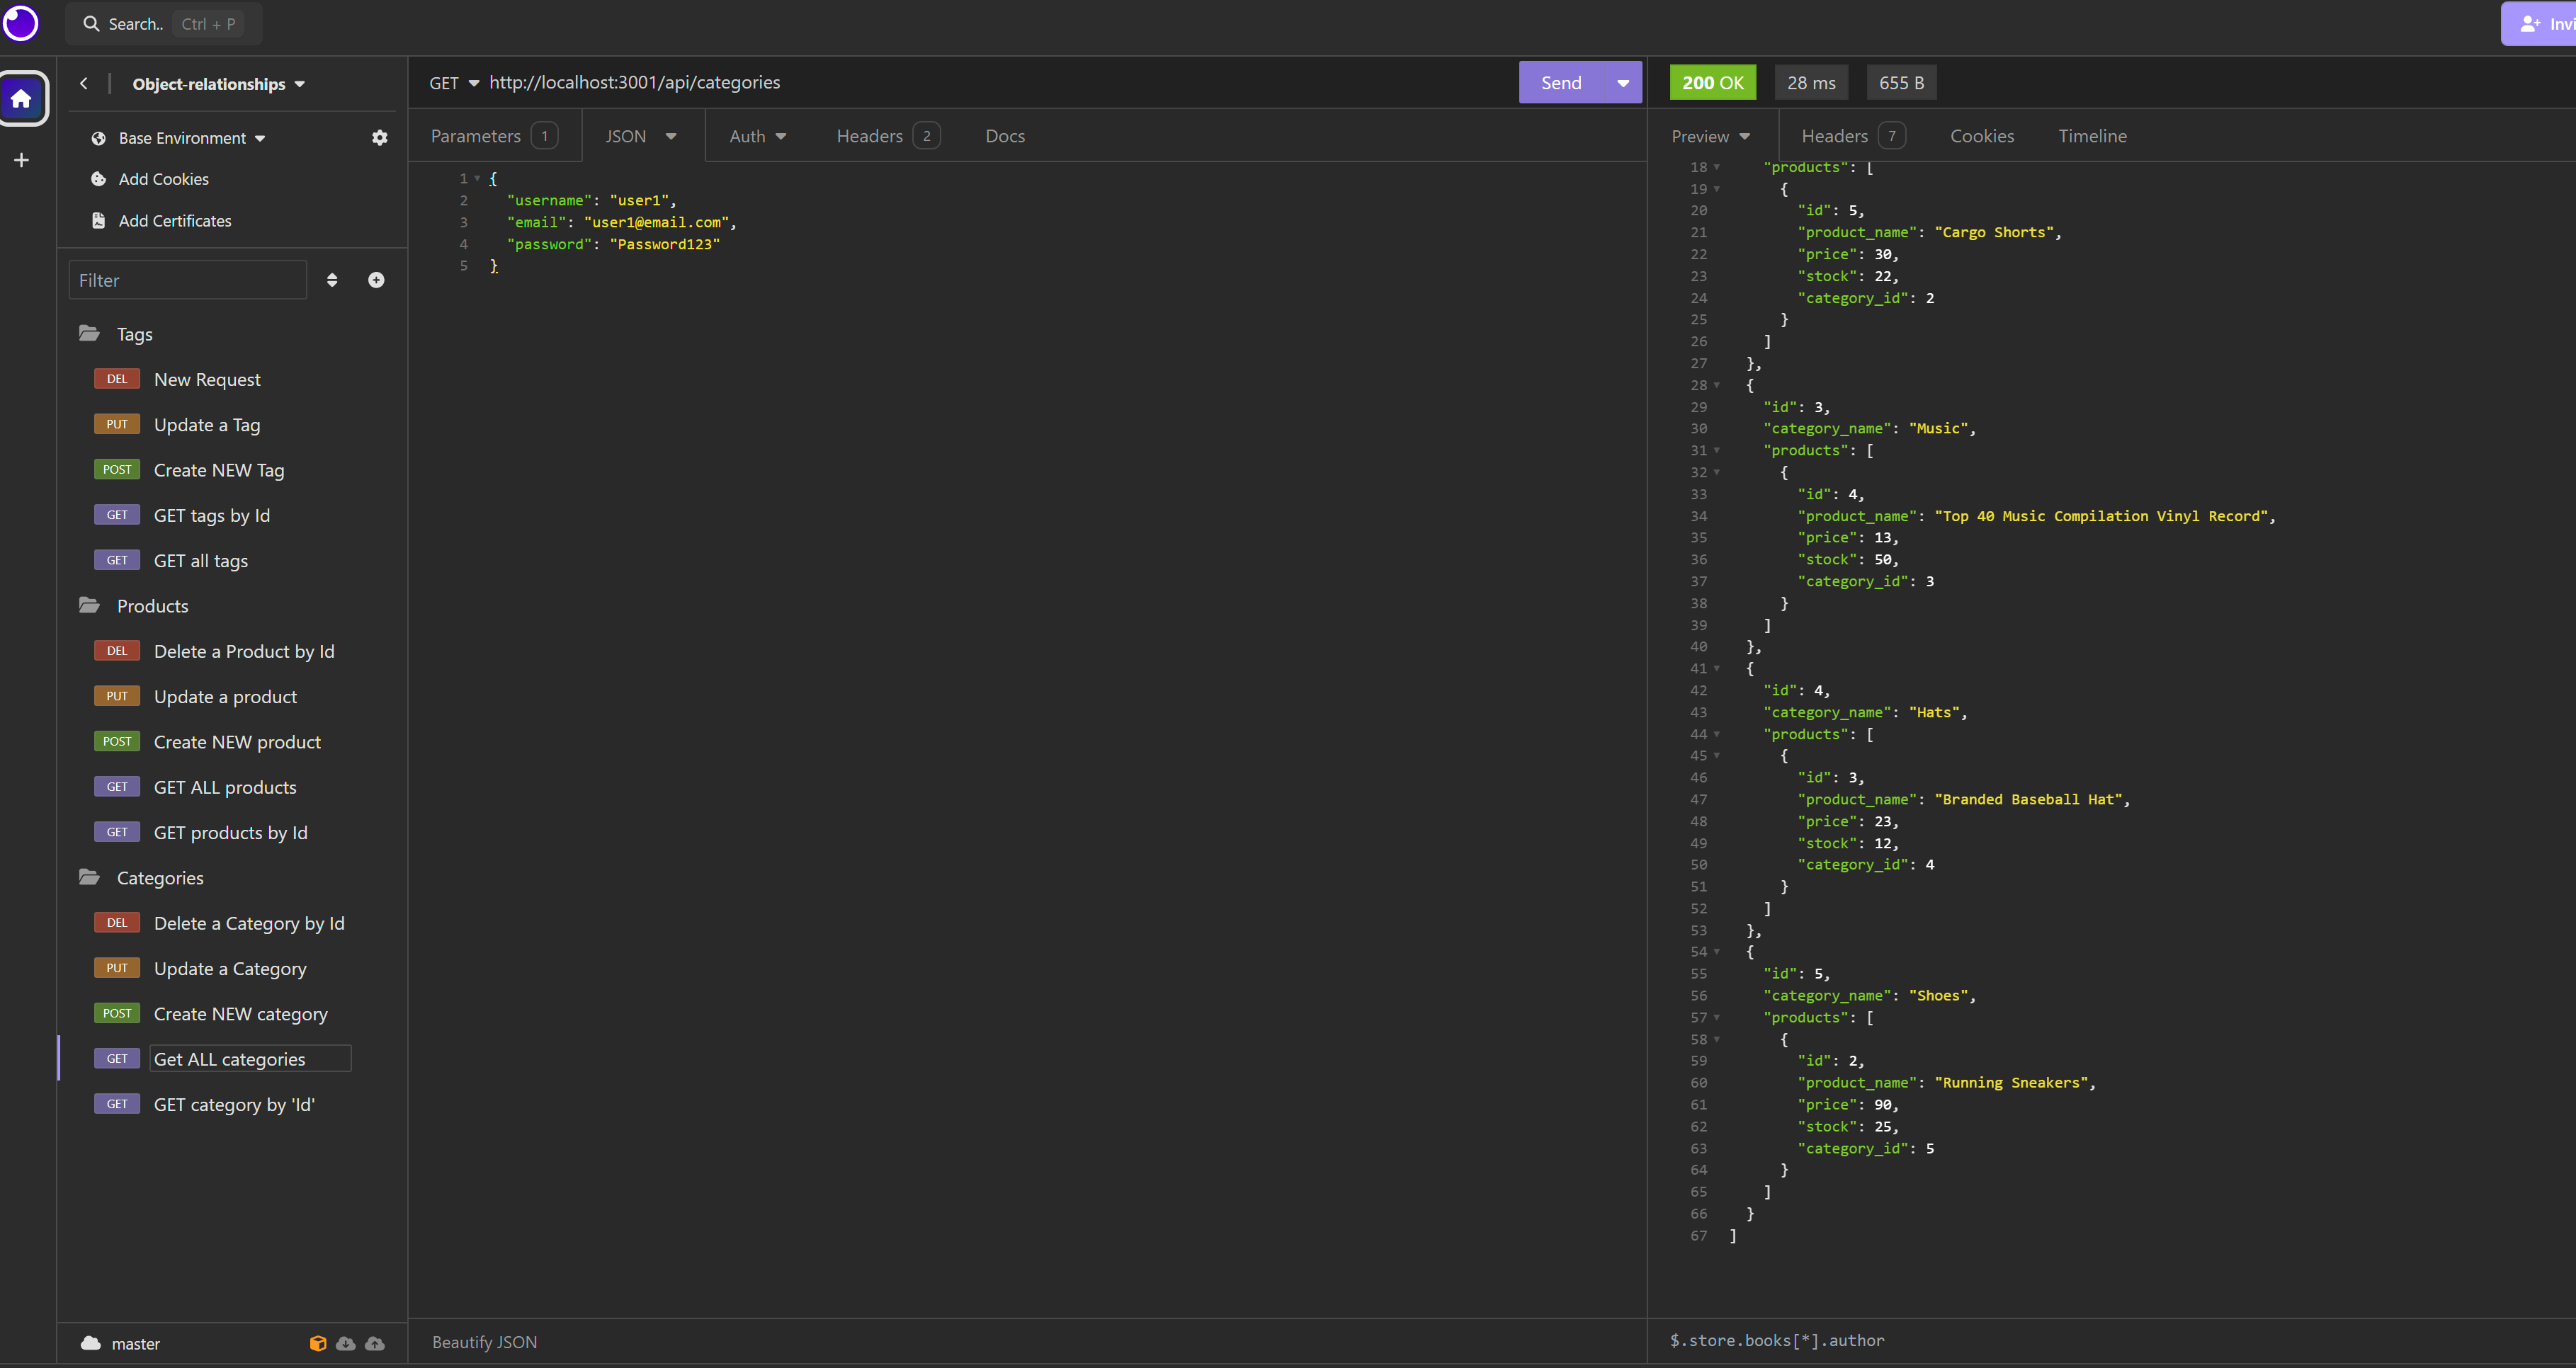 Search..  Ctrl + P
Invi
Object-relationships
Base Environment
Add Cookies
Add Certificates
Filter
Tags
DEL New Request
PUT Update a Tag
POST Create NEW Tag
GET GET tags by Id
GET GET all tags
Products
DEL Delete a Product by Id
PUT Update a product
POST Create NEW product
GET GET ALL products
GET GET products by Id
Categories
DEL Delete a Category by Id
PUT Update a Category
POST Create NEW category
GET Get ALL categories
GET GET category by 'Id'
master
GET http://localhost:3001/api/categories Send
Parameters 1 JSON Auth Headers 2 Docs
1 {
2 "username": "user1",
3 "email": "user1@email.com",
4 "password": "Password123"
5 }
Beautify JSON
200 OK 28 ms 655 B
Preview Headers 7 Cookies Timeline
18 "products": [
19 {
20 "id": 5,
21 "product_name": "Cargo Shorts",
22 "price": 30,
23 "stock": 22,
24 "category_id": 2
25 }
26 ]
27 },
28 {
29 "id": 3,
30 "category_name": "Music",
31 "products": [
32 {
33 "id": 4,
34 "product_name": "Top 40 Music Compilation Vinyl Record",
35 "price": 13,
36 "stock": 50,
37 "category_id": 3
38 }
39 ]
40 },
41 {
42 "id": 4,
43 "category_name": "Hats",
44 "products": [
45 {
46 "id": 3,
47 "product_name": "Branded Baseball Hat",
48 "price": 23,
49 "stock": 12,
50 "category_id": 4
51 }
52 ]
53 },
54 {
55 "id": 5,
56 "category_name": "Shoes",
57 "products": [
58 {
59 "id": 2,
60 "product_name": "Running Sneakers",
61 "price": 90,
62 "stock": 25,
63 "category_id": 5
64 }
65 ]
66 }
67 ]
$.store.books[*].author